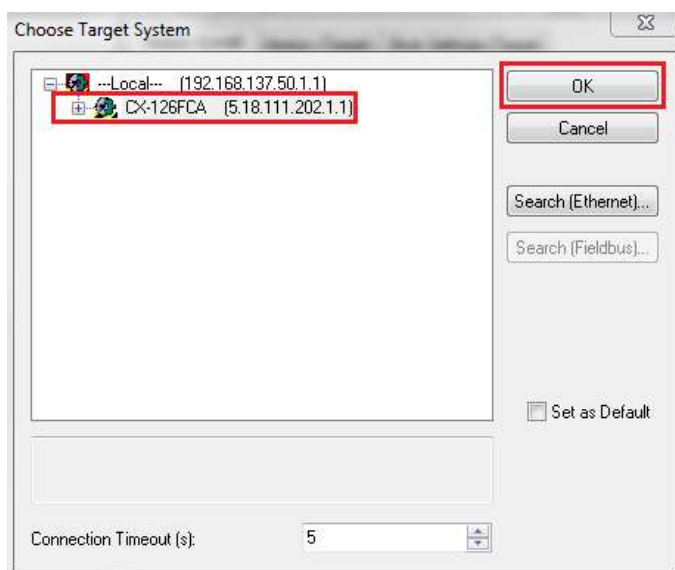 Choose Target System
---Local--- (192.168.137.50.1.1)
CX-126FCA (5.18.111.202.1.1)
OK
Cancel
Search (Ethernet)...
Search (Fieldbus)...
Set as Default
Connection Timeout (s):
5